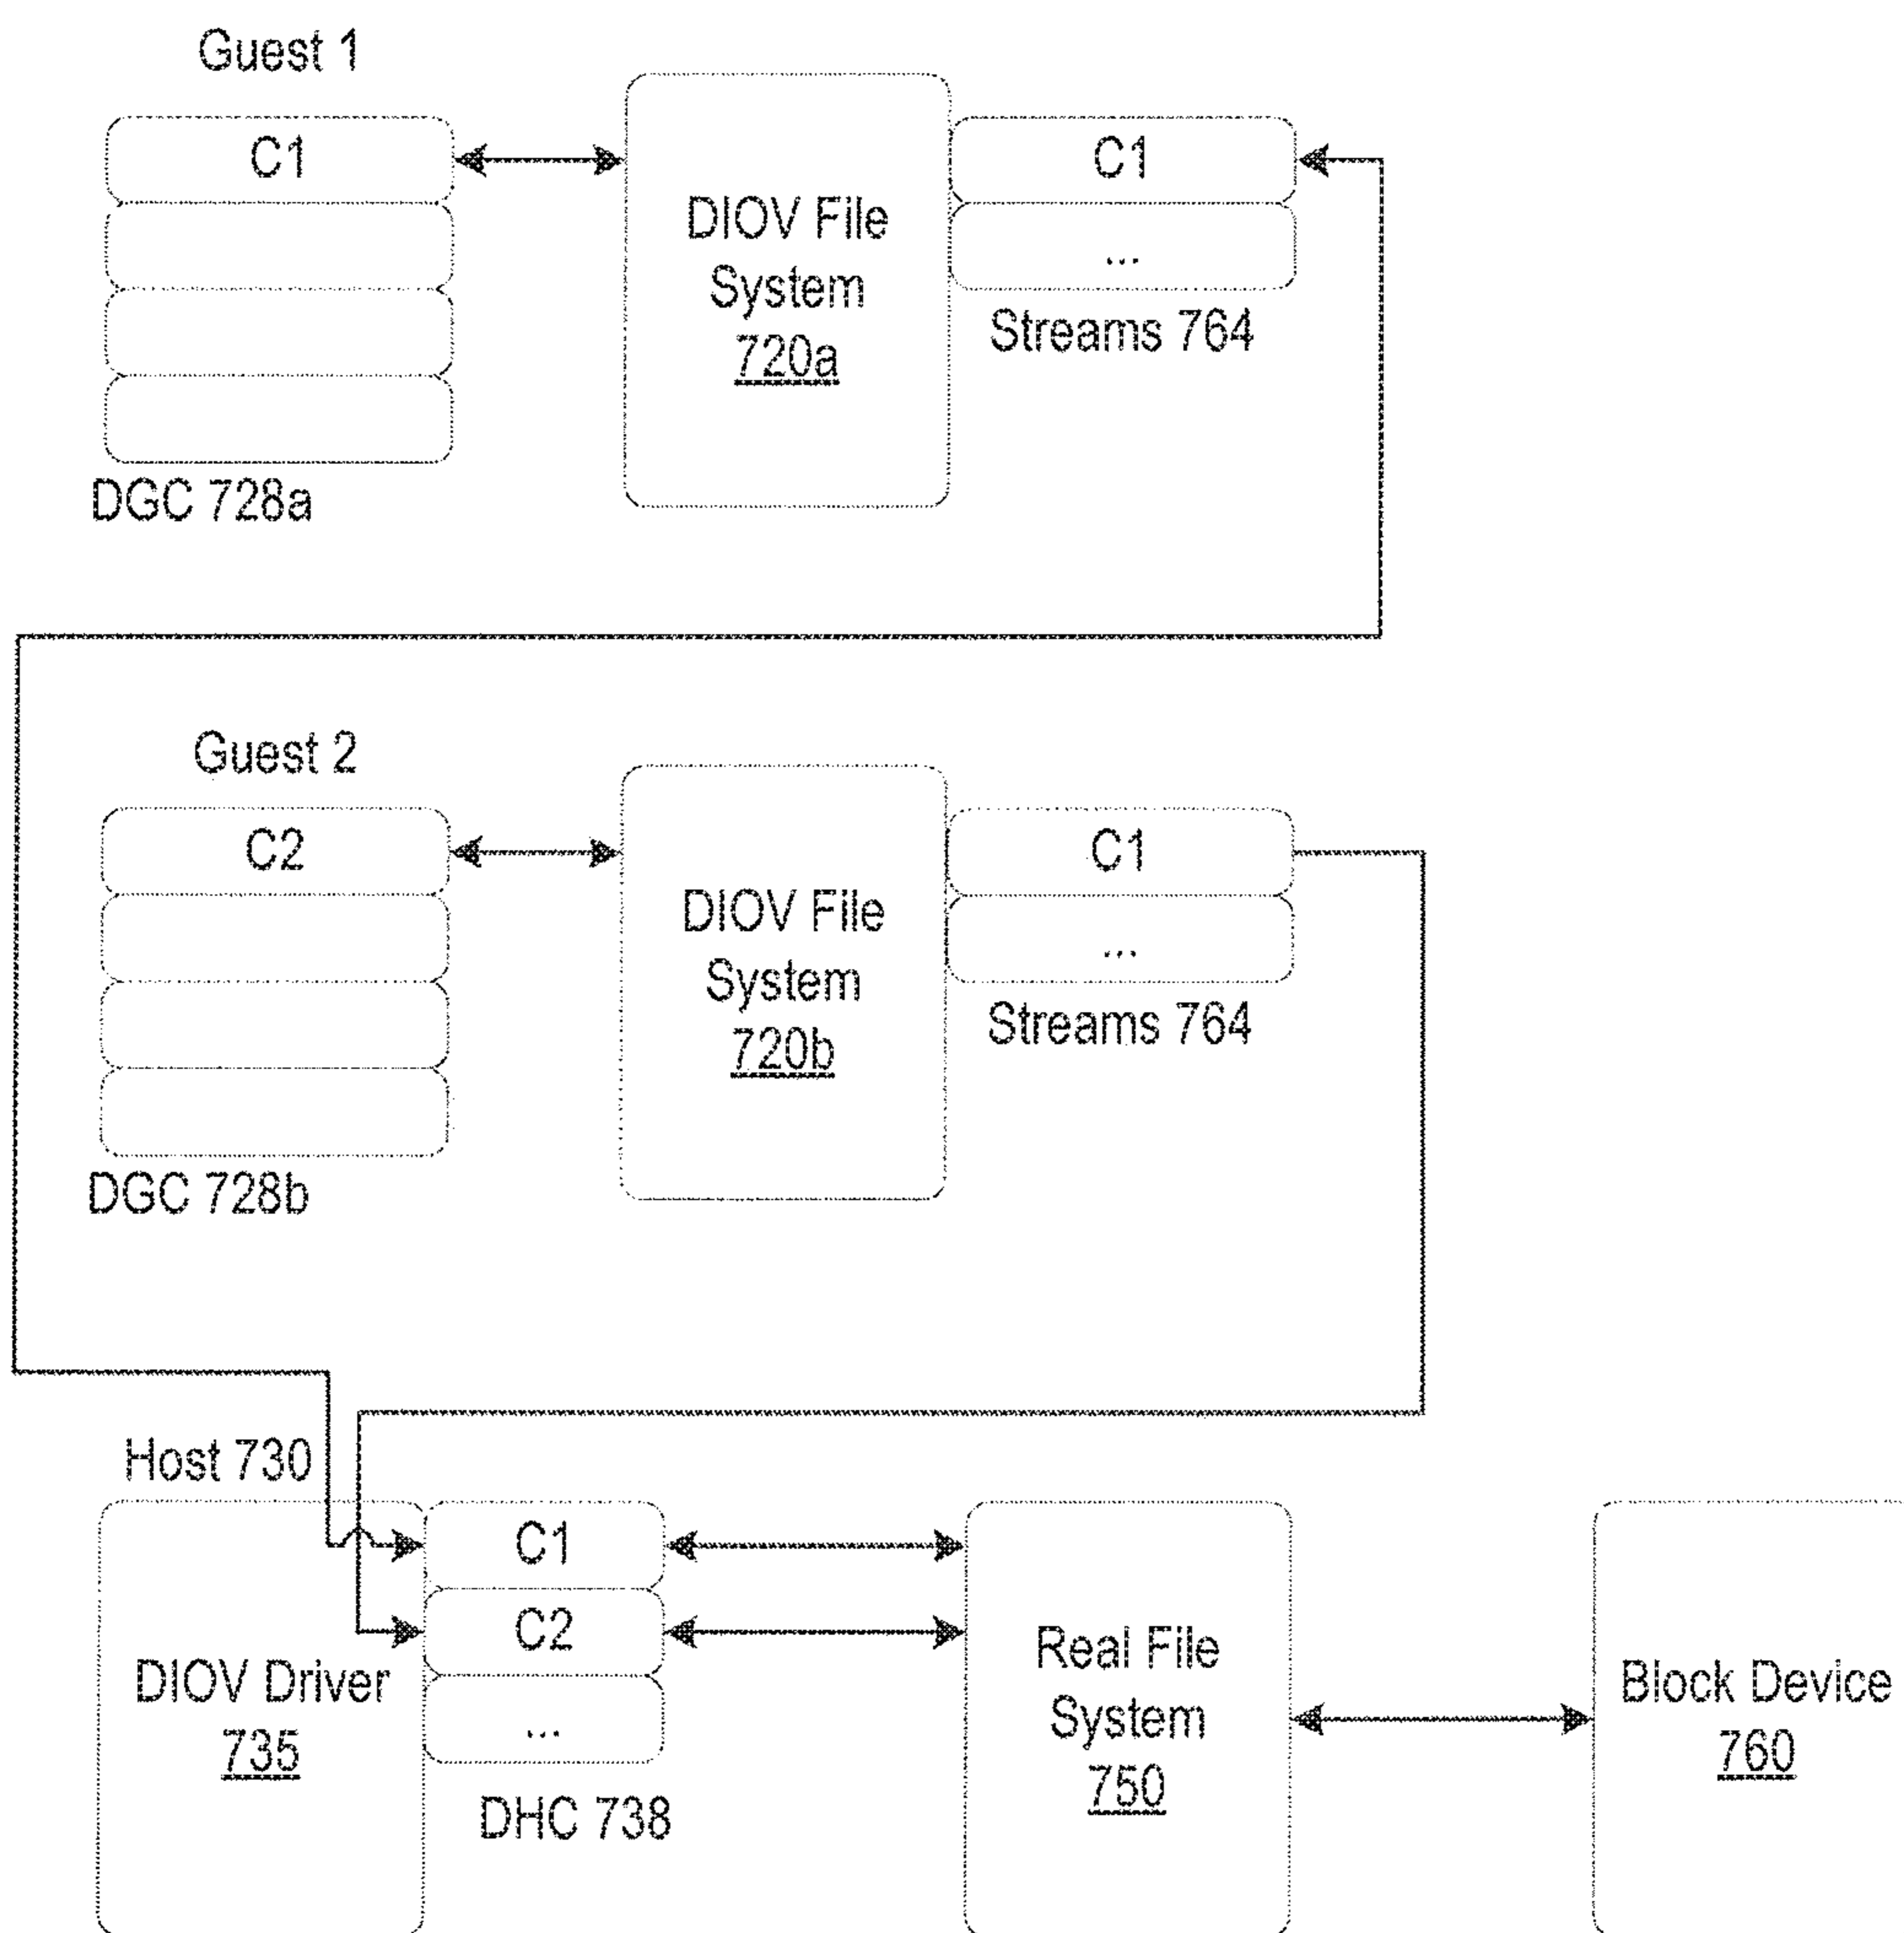 Guest 1
C1
DIOV File
System
720a
C1
...
Streams 764
DGC 728a
Guest 2
C2
DIOV File
System
720b
C1
...
Streams 764
DGC 728b
Host 730
DIOV Driver
735
C1
C2
...
DHC 738
Real File
System
750
Block Device
760